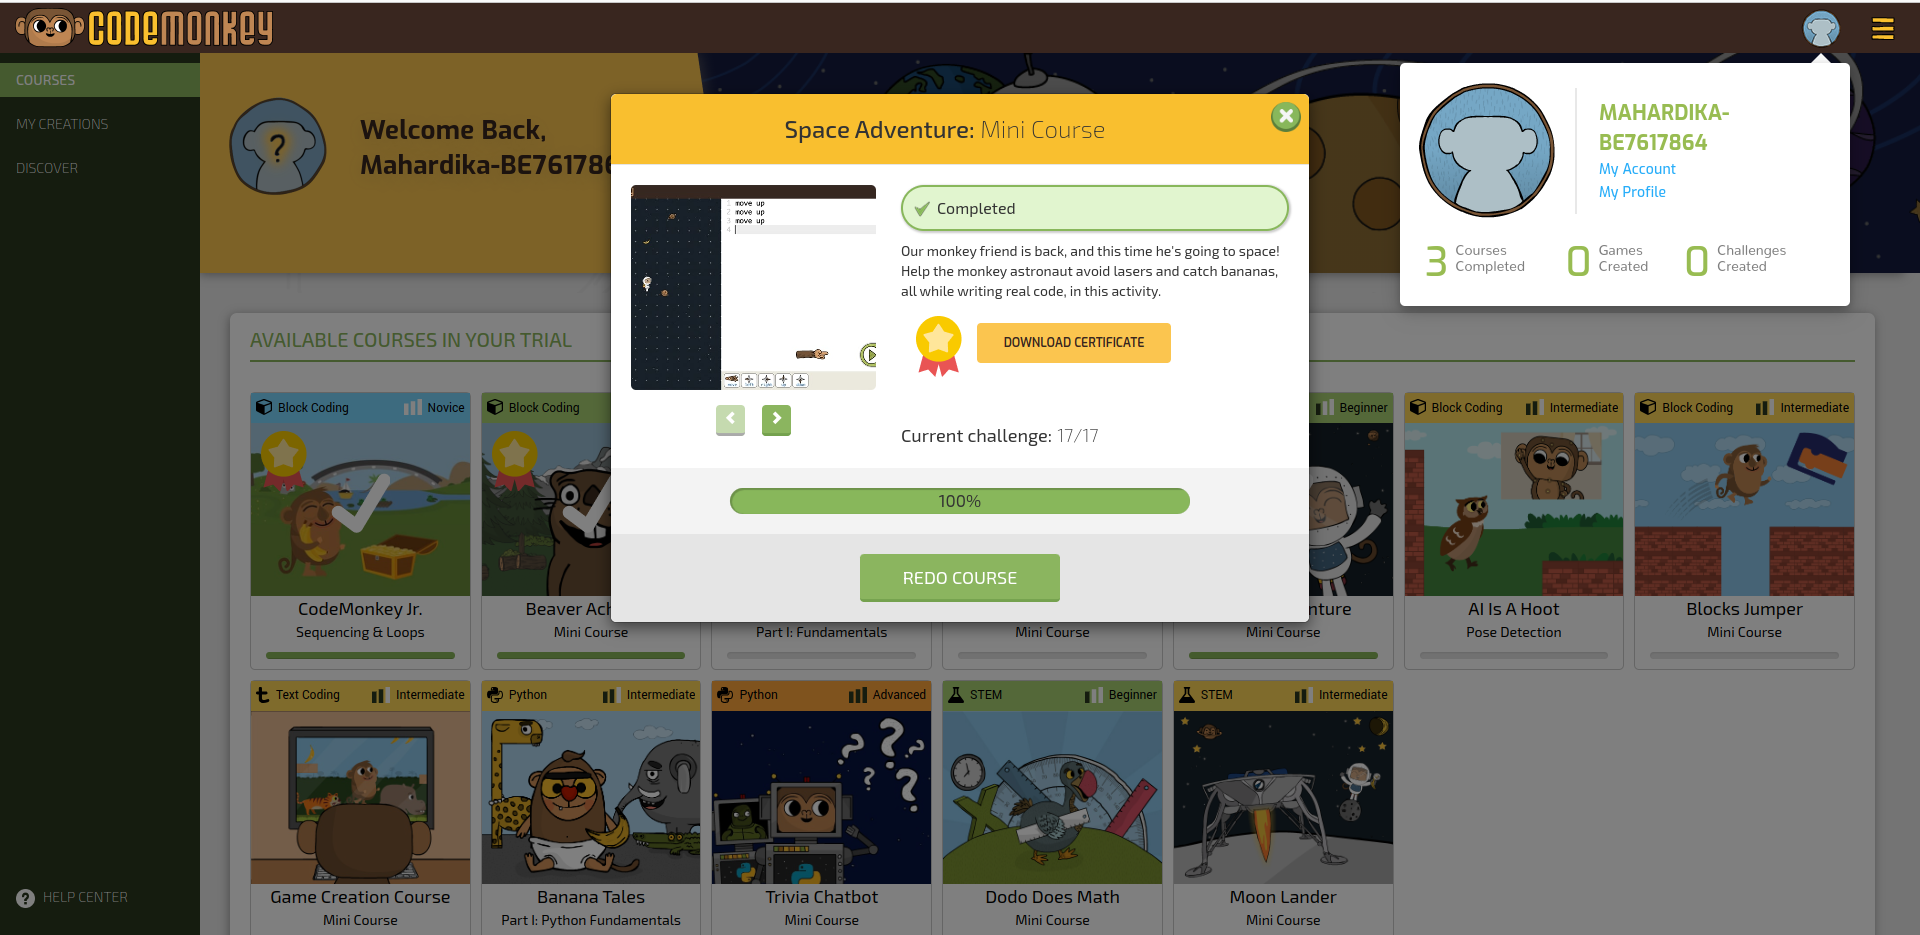 CODEMONKEY
COURSES
MY CREATIONS
DISCOVER
HELP CENTER
Welcome Back,
Mahardika-BE761786
MAHARDIKA-
BE7617864
My Account
My Profile
3 Courses Completed
0 Games Created
0 Challenges Created
Space Adventure: Mini Course
1 move up
2 move up
3 move up
4
Completed
Our monkey friend is back, and this time he's going to space!
Help the monkey astronaut avoid lasers and catch bananas,
all while writing real code, in this activity.
DOWNLOAD CERTIFICATE
Current challenge: 17/17
100%
REDO COURSE
AVAILABLE COURSES IN YOUR TRIAL
Block Coding Novice
CodeMonkey Jr.
Sequencing & Loops
Block Coding
Beaver Ach
Mini Course
Part I: Fundamentals
Mini Course
Beginner
nture
Mini Course
Block Coding Intermediate
AI Is A Hoot
Pose Detection
Block Coding Intermediate
Blocks Jumper
Mini Course
Text Coding Intermediate
Game Creation Course
Mini Course
Python Intermediate
Banana Tales
Part I: Python Fundamentals
Python Advanced
Trivia Chatbot
Mini Course
STEM Beginner
Dodo Does Math
Mini Course
STEM Intermediate
Moon Lander
Mini Course